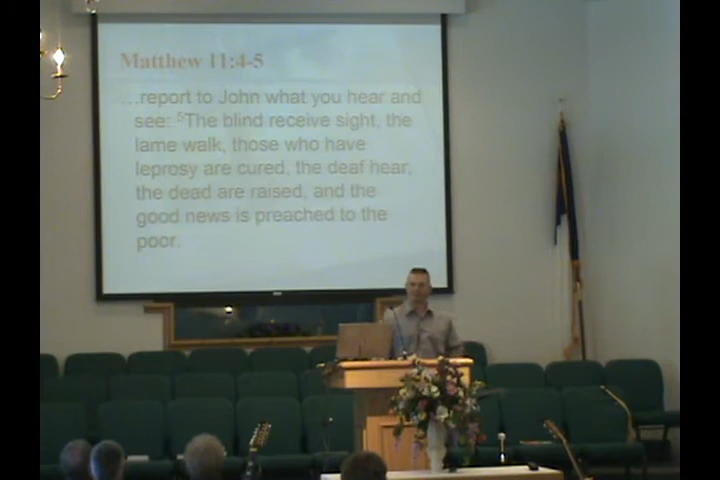 Matthew 11:4-5
…report to John what you hear and
see: ⁵The blind receive sight, the
lame walk, those who have
leprosy are cured, the deaf hear,
the dead are raised, and the
good news is preached to the
poor.